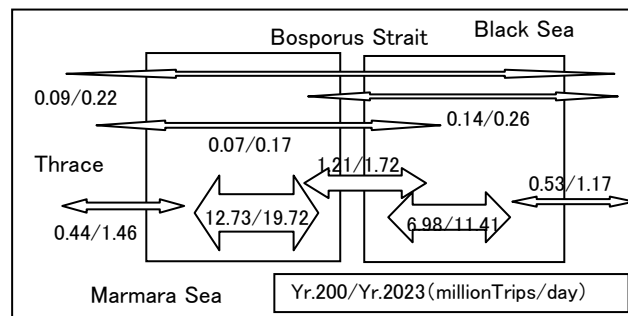 Black Sea
Bosporus Strait
0.09/0.22
0.14/0.26
0.07/0.17
Thrace
1.21/1.72
0.53/1.17
12.73/19.72
6.98/11.41
0.44/1.46
Marmara Sea
Yr.200/Yr.2023(millionTrips/day)